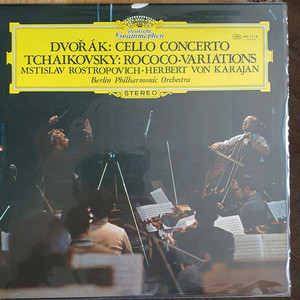 Deutsche
Grammophon
DVOŘÁK: CELLO CONCERTO
TCHAIKOVSKY: ROCOCO-VARIATIONS
MSTISLAV ROSTROPOVICH • HERBERT VON KARAJAN
Berlin Philharmonic Orchestra
STEREO